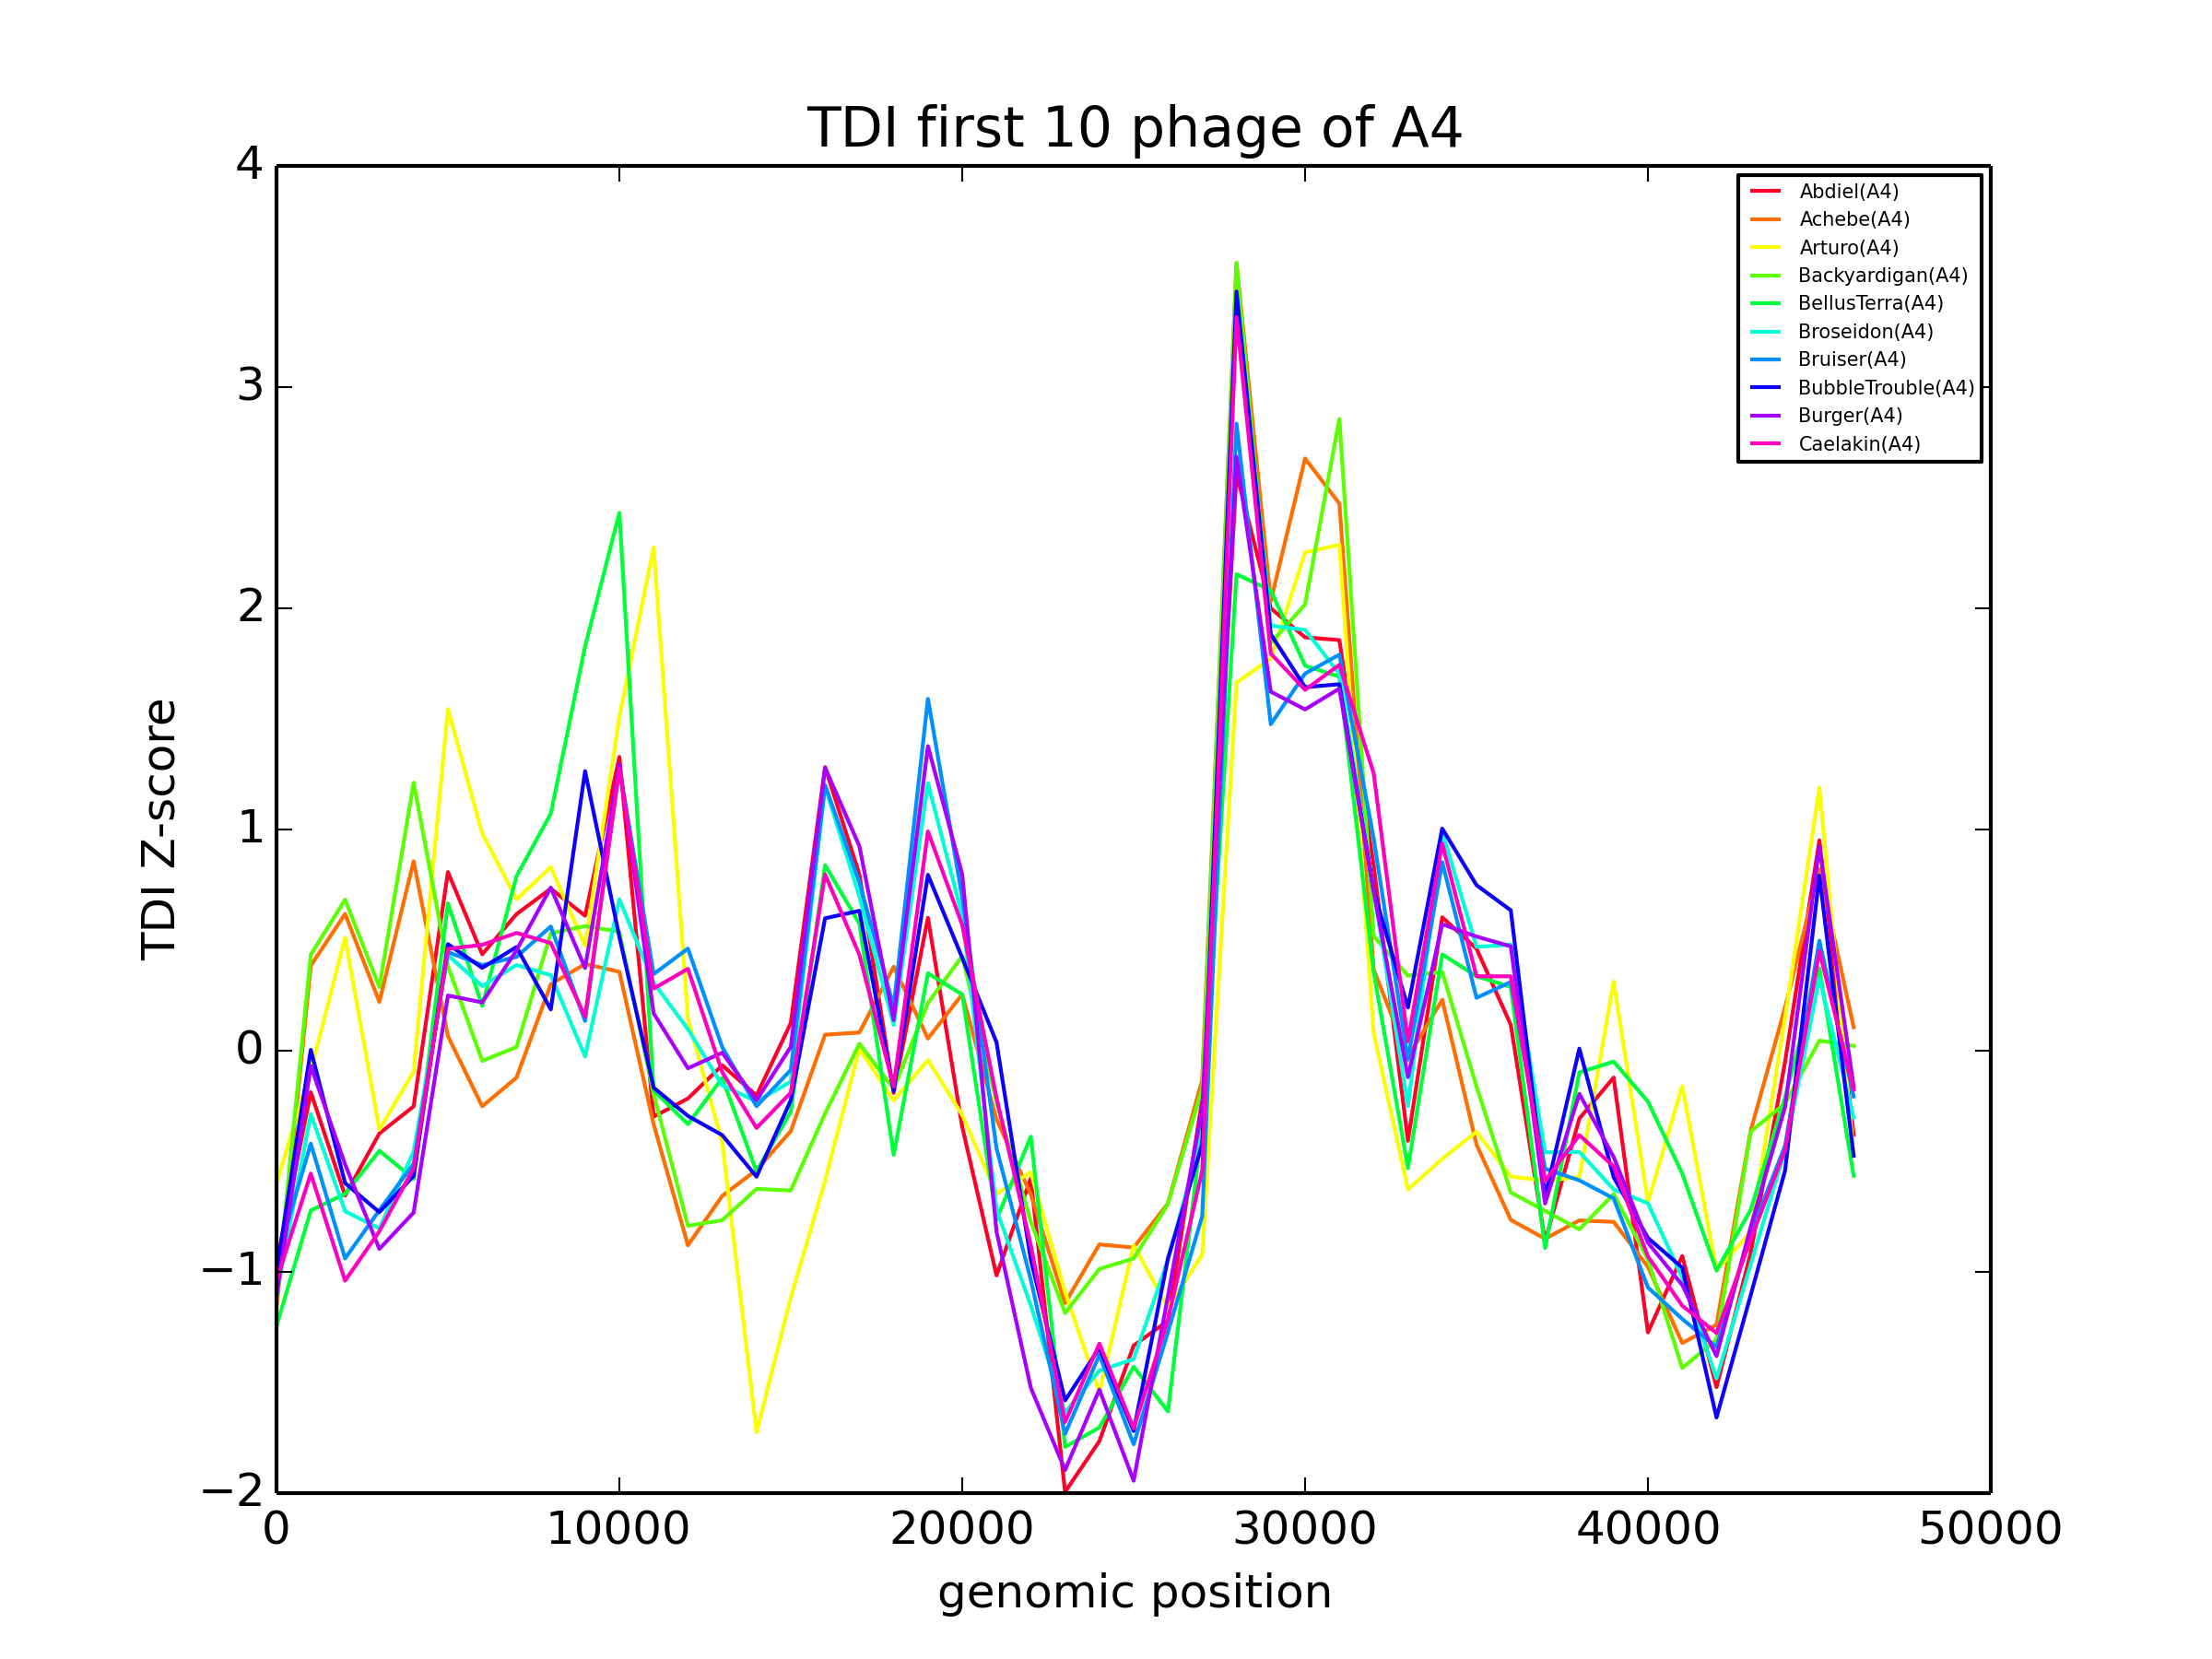 TDI first 10 phage of A4
4
3
2
1
0
−1
−2
TDI Z-score
Abdiel(A4)
Achebe(A4)
Arturo(A4)
Backyardigan(A4)
BellusTerra(A4)
Broseidon(A4)
Bruiser(A4)
BubbleTrouble(A4)
Burger(A4)
Caelakin(A4)
0 10000 20000 30000 40000 50000
genomic position